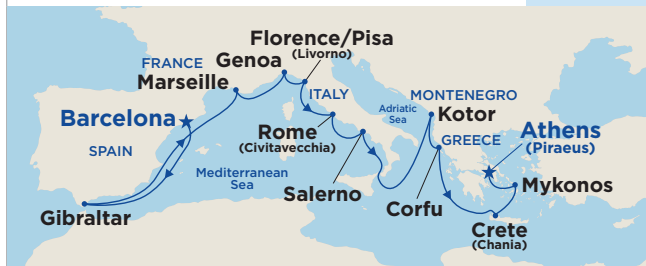 Florence/Pisa
(Livorno)
FRANCE
Genoa
Marseille
ITALY
MONTENEGRO
Adriatic
Sea
Kotor
Barcelona
Rome
(Civitavecchia)
GREECE
Athens
(Piraeus)
SPAIN
Mediterranean
Sea
Salerno
Mykonos
Corfu
Gibraltar
Crete
(Chania)